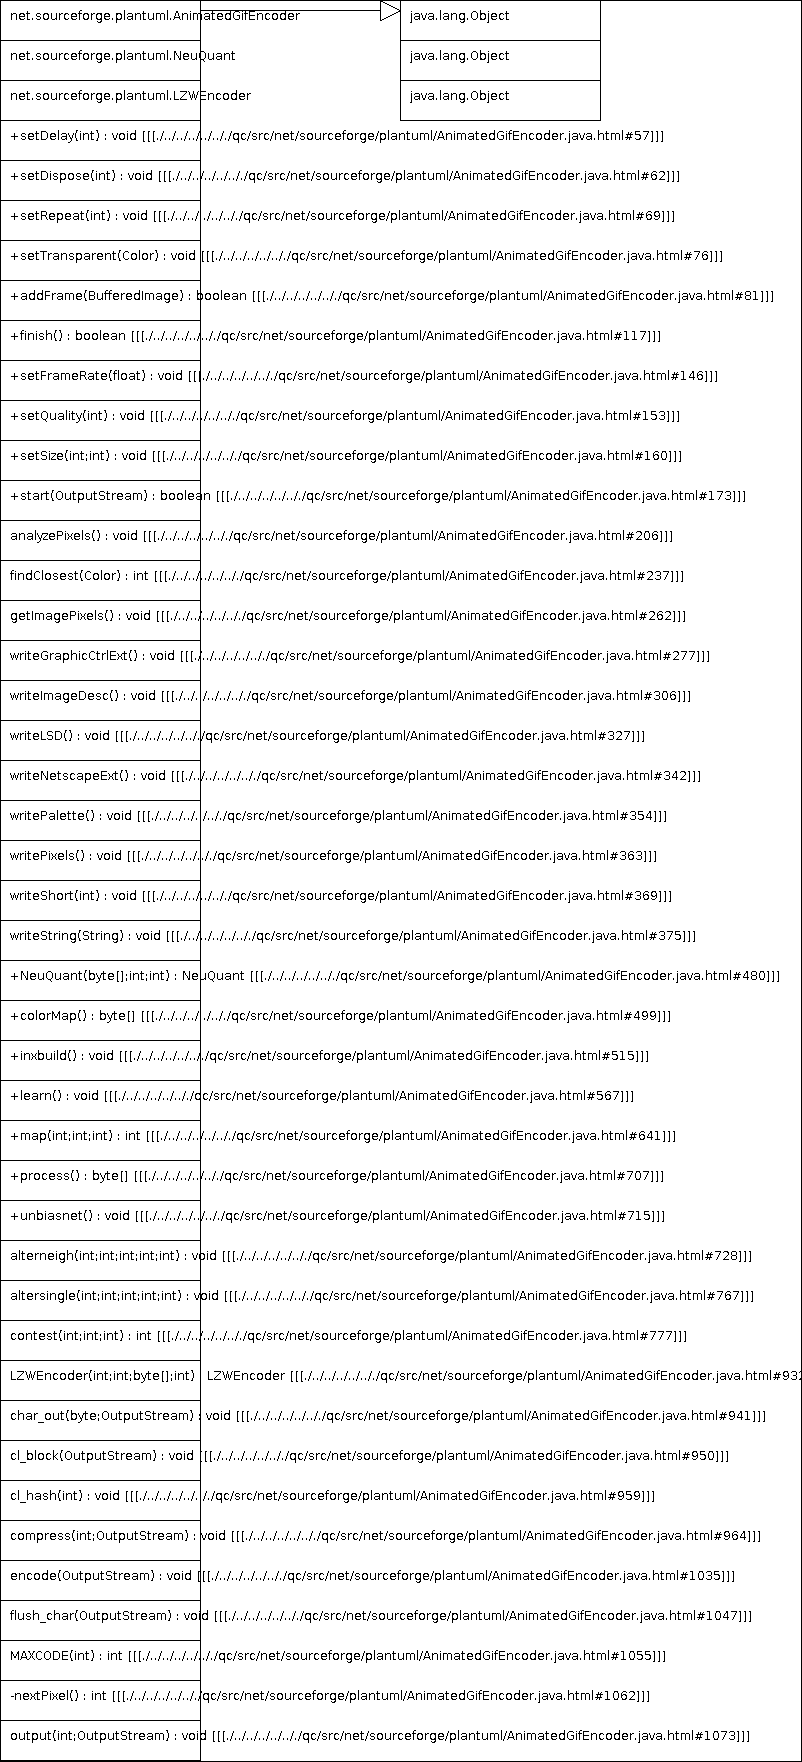 net.sourceforge.plantuml.AnimatedGifEncoder java.lang.Object
net.sourceforge.plantuml.NeuQuant java.lang.Object
net.sourceforge.plantuml.LZWEncoder java.lang.Object
+setDelay(int) : void [[[./../../../../../qc/src/net/sourceforge/plantuml/AnimatedGifEncoder.java.html#57]]]
+setDispose(int) : void [[[./../../../../../qc/src/net/sourceforge/plantuml/AnimatedGifEncoder.java.html#62]]]
+setRepeat(int) : void [[[./../../../../../qc/src/net/sourceforge/plantuml/AnimatedGifEncoder.java.html#69]]]
+setTransparent(Color) : void [[[./../../../../../qc/src/net/sourceforge/plantuml/AnimatedGifEncoder.java.html#76]]]
+addFrame(BufferedImage) : boolean [[[./../../../../../qc/src/net/sourceforge/plantuml/AnimatedGifEncoder.java.html#81]]]
+finish() : boolean [[[./../../../../../qc/src/net/sourceforge/plantuml/AnimatedGifEncoder.java.html#117]]]
+setFrameRate(float) : void [[[./../../../../../qc/src/net/sourceforge/plantuml/AnimatedGifEncoder.java.html#146]]]
+setQuality(int) : void [[[./../../../../../qc/src/net/sourceforge/plantuml/AnimatedGifEncoder.java.html#153]]]
+setSize(int;int) : void [[[./../../../../../qc/src/net/sourceforge/plantuml/AnimatedGifEncoder.java.html#160]]]
+start(OutputStream) : boolean [[[./../../../../../qc/src/net/sourceforge/plantuml/AnimatedGifEncoder.java.html#173]]]
analyzePixels() : void [[[./../../../../../qc/src/net/sourceforge/plantuml/AnimatedGifEncoder.java.html#206]]]
findClosest(Color) : int [[[./../../../../../qc/src/net/sourceforge/plantuml/AnimatedGifEncoder.java.html#237]]]
getImagePixels() : void [[[./../../../../../qc/src/net/sourceforge/plantuml/AnimatedGifEncoder.java.html#262]]]
writeGraphicCtrlExt() : void [[[./../../../../../qc/src/net/sourceforge/plantuml/AnimatedGifEncoder.java.html#277]]]
writeImageDesc() : void [[[./../../../../../qc/src/net/sourceforge/plantuml/AnimatedGifEncoder.java.html#306]]]
writeLSD() : void [[[./../../../../../qc/src/net/sourceforge/plantuml/AnimatedGifEncoder.java.html#327]]]
writeNetscapeExt() : void [[[./../../../../../qc/src/net/sourceforge/plantuml/AnimatedGifEncoder.java.html#342]]]
writePalette() : void [[[./../../../../../qc/src/net/sourceforge/plantuml/AnimatedGifEncoder.java.html#354]]]
writePixels() : void [[[./../../../../../qc/src/net/sourceforge/plantuml/AnimatedGifEncoder.java.html#363]]]
writeShort(int) : void [[[./../../../../../qc/src/net/sourceforge/plantuml/AnimatedGifEncoder.java.html#369]]]
writeString(String) : void [[[./../../../../../qc/src/net/sourceforge/plantuml/AnimatedGifEncoder.java.html#375]]]
+NeuQuant(byte[];int;int) : NeuQuant [[[./../../../../../qc/src/net/sourceforge/plantuml/AnimatedGifEncoder.java.html#480]]]
+colorMap() : byte[] [[[./../../../../../qc/src/net/sourceforge/plantuml/AnimatedGifEncoder.java.html#499]]]
+inxbuild() : void [[[./../../../../../qc/src/net/sourceforge/plantuml/AnimatedGifEncoder.java.html#515]]]
+learn() : void [[[./../../../../../qc/src/net/sourceforge/plantuml/AnimatedGifEncoder.java.html#567]]]
+map(int;int;int) : int [[[./../../../../../qc/src/net/sourceforge/plantuml/AnimatedGifEncoder.java.html#641]]]
+process() : byte[] [[[./../../../../../qc/src/net/sourceforge/plantuml/AnimatedGifEncoder.java.html#707]]]
+unbiasnet() : void [[[./../../../../../qc/src/net/sourceforge/plantuml/AnimatedGifEncoder.java.html#715]]]
alterneigh(int;int;int;int;int) : void [[[./../../../../../qc/src/net/sourceforge/plantuml/AnimatedGifEncoder.java.html#728]]]
altersingle(int;int;int;int;int) : void [[[./../../../../../qc/src/net/sourceforge/plantuml/AnimatedGifEncoder.java.html#767]]]
contest(int;int;int) : int [[[./../../../../../qc/src/net/sourceforge/plantuml/AnimatedGifEncoder.java.html#777]]]
LZWEncoder(int;int;byte[];int) : LZWEncoder [[[./../../../../../qc/src/net/sourceforge/plantuml/AnimatedGifEncoder.java.html#932
char_out(byte;OutputStream) : void [[[./../../../../../qc/src/net/sourceforge/plantuml/AnimatedGifEncoder.java.html#941]]]
cl_block(OutputStream) : void [[[./../../../../../qc/src/net/sourceforge/plantuml/AnimatedGifEncoder.java.html#950]]]
cl_hash(int) : void [[[./../../../../../qc/src/net/sourceforge/plantuml/AnimatedGifEncoder.java.html#959]]]
compress(int;OutputStream) : void [[[./../../../../../qc/src/net/sourceforge/plantuml/AnimatedGifEncoder.java.html#964]]]
encode(OutputStream) : void [[[./../../../../../qc/src/net/sourceforge/plantuml/AnimatedGifEncoder.java.html#1035]]]
flush_char(OutputStream) : void [[[./../../../../../qc/src/net/sourceforge/plantuml/AnimatedGifEncoder.java.html#1047]]]
MAXCODE(int) : int [[[./../../../../../qc/src/net/sourceforge/plantuml/AnimatedGifEncoder.java.html#1055]]]
-nextPixel() : int [[[./../../../../../qc/src/net/sourceforge/plantuml/AnimatedGifEncoder.java.html#1062]]]
output(int;OutputStream) : void [[[./../../../../../qc/src/net/sourceforge/plantuml/AnimatedGifEncoder.java.html#1073]]]